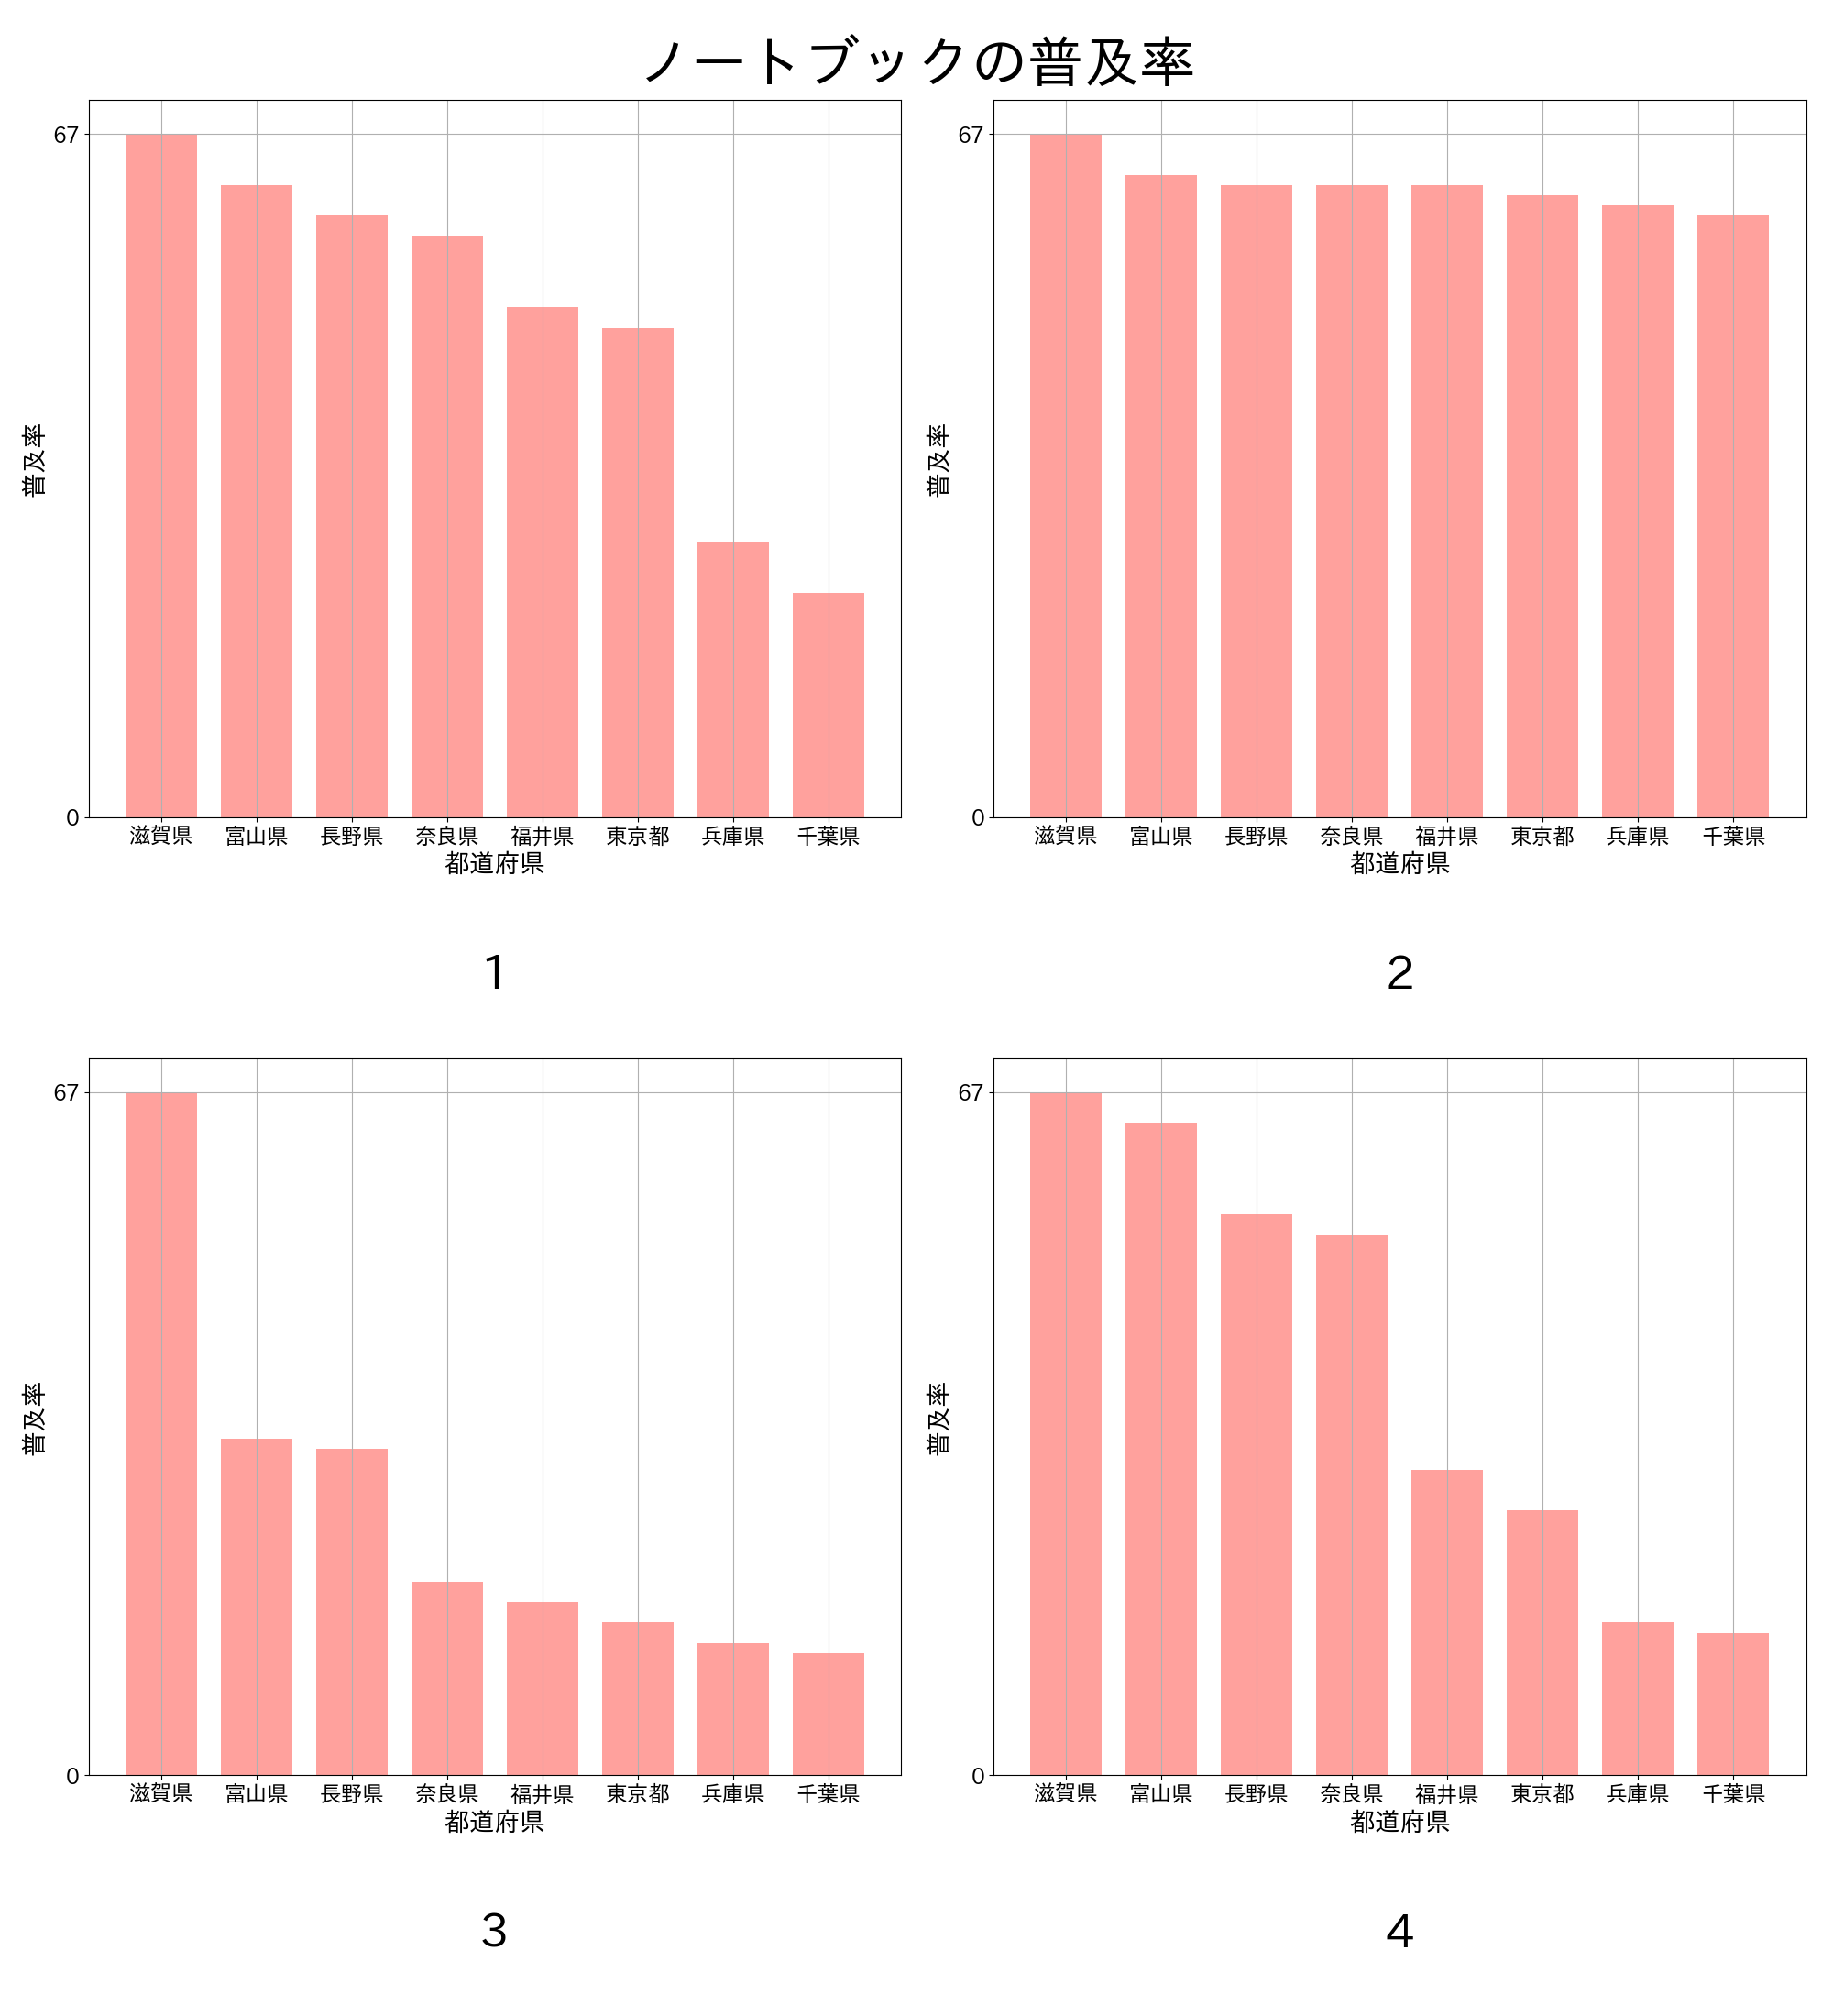 ノートブックの普及率
67
普及率
0
滋賀県 富山県 長野県 奈良県 福井県 東京都 兵庫県 千葉県
都道府県
1
67
普及率
0
滋賀県 富山県 長野県 奈良県 福井県 東京都 兵庫県 千葉県
都道府県
2
67
普及率
0
滋賀県 富山県 長野県 奈良県 福井県 東京都 兵庫県 千葉県
都道府県
3
67
普及率
0
滋賀県 富山県 長野県 奈良県 福井県 東京都 兵庫県 千葉県
都道府県
4